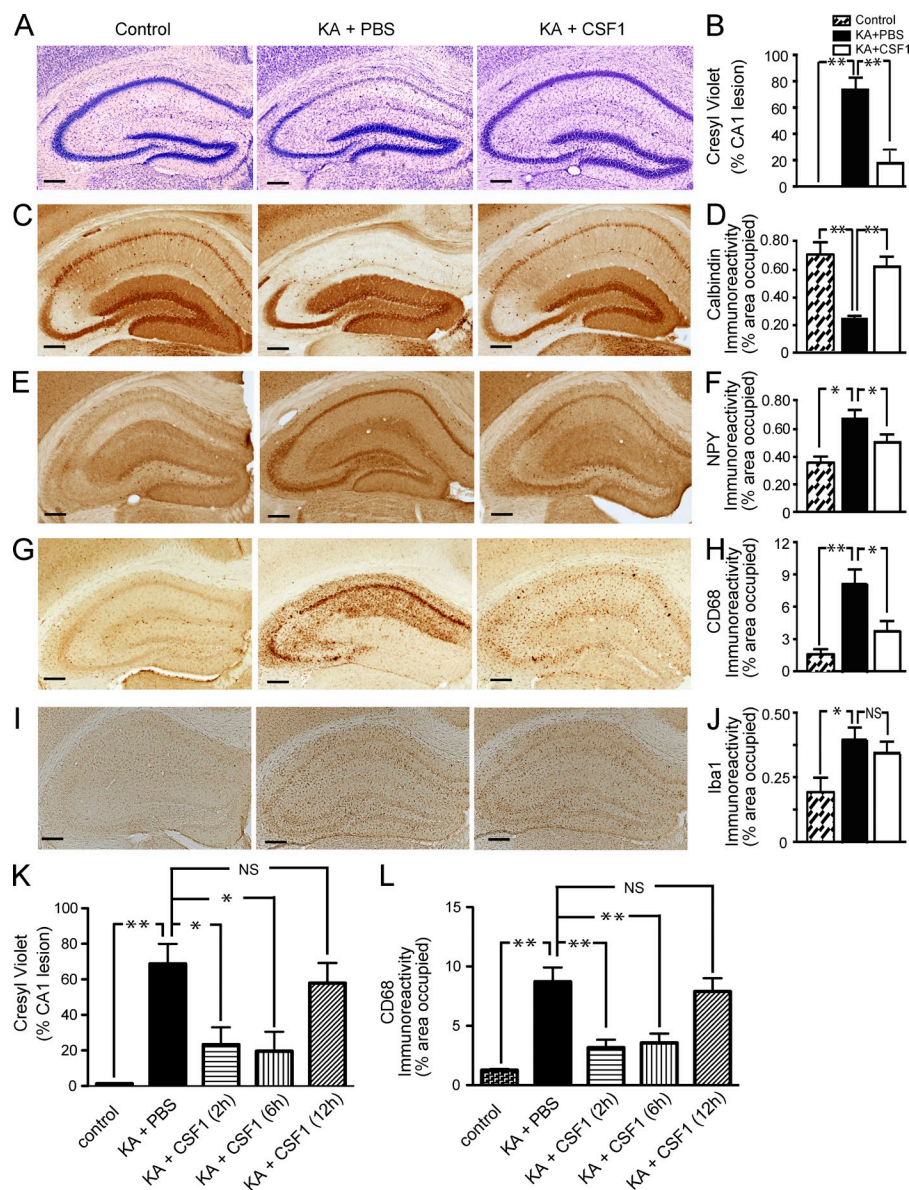 A
Control
KA + PBS
KA + CSF1
B
Control
KA+PBS
KA+CSF1
** **
Cresyl Violet
(% CA1 lesion)
100
80
60
40
20
0
C
D
** **
Calbindin
Immunoreactivity
(% area occupied)
0.80
0.60
0.40
0.20
0
E
F
* *
NPY
Immunoreactivity
(% area occupied)
0.80
0.60
0.40
0.20
0
G
H
** *
CD68
Immunoreactivity
(% area occupied)
12
9
6
3
0
I
J
* NS
Iba1
Immunoreactivity
(% area occupied)
0.50
0.25
0
K
NS
*
** *
Cresyl Violet
(% CA1 lesion)
100
80
60
40
20
0
control
KA + PBS
KA + CSF1 (2h)
KA + CSF1 (6h)
KA + CSF1 (12h)
L
NS
**
** **
CD68
Immunoreactivity
(% area occupied)
15
10
5
0
control
KA + PBS
KA + CSF1 (2h)
KA + CSF1 (6h)
KA + CSF1 (12h)